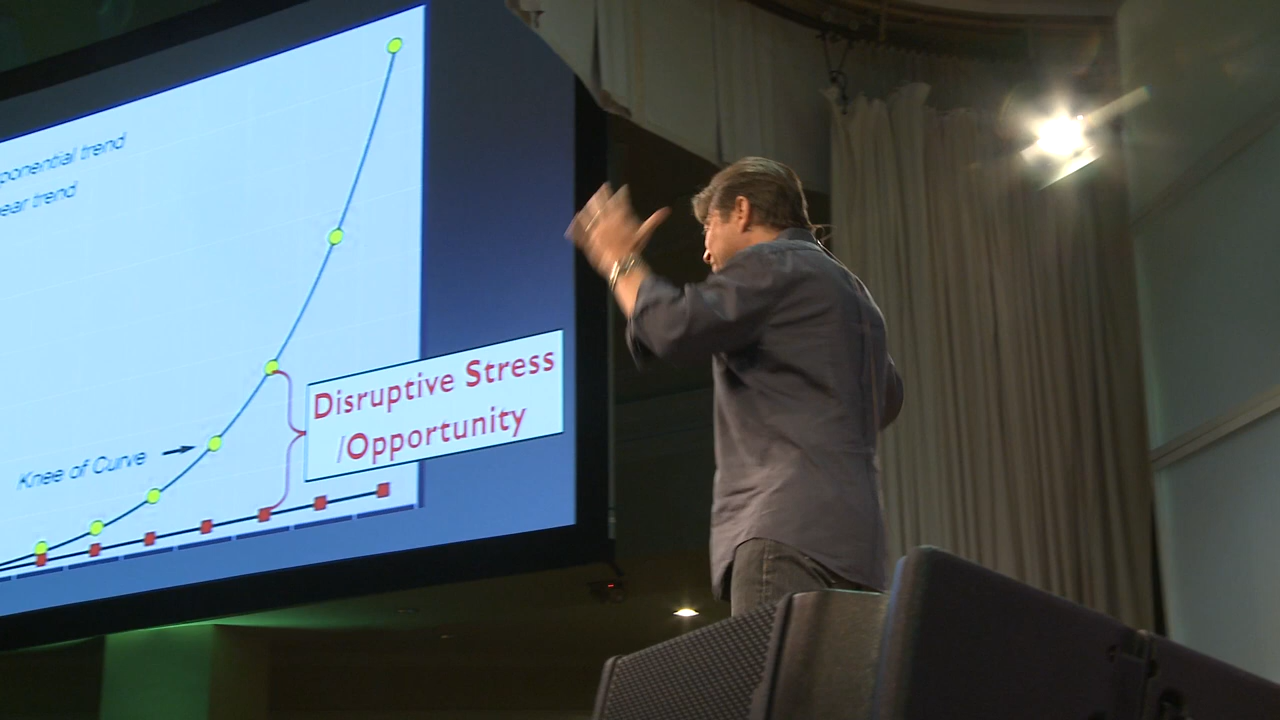 ponential trend
ear trend
Disruptive Stress
/Opportunity
Knee of Curve